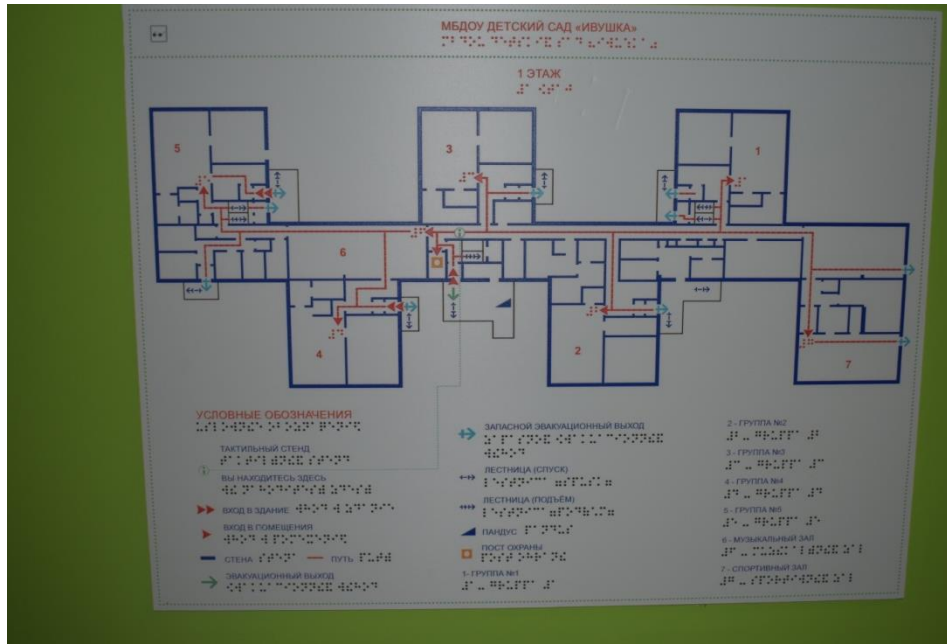 МБДОУ ДЕТСКИЙ САД «ИВУШКА»
1 ЭТАЖ
5
3
1
6
4
2
7
УСЛОВНЫЕ ОБОЗНАЧЕНИЯ
ТАКТИЛЬНЫЙ СТЕНД
ВЫ НАХОДИТЕСЬ ЗДЕСЬ
ВХОД В ЗДАНИЕ
ВХОД В ПОМЕЩЕНИЯ
СТЕНА ПУТЬ
ЭВАКУАЦИОННЫЙ ВЫХОД
ЗАПАСНОЙ ЭВАКУАЦИОННЫЙ ВЫХОД
ЛЕСТНИЦА (СПУСК)
ЛЕСТНИЦА (ПОДЪЁМ)
ПАНДУС
ПОСТ ОХРАНЫ
1- ГРУППА №1
2 - ГРУППА №2
3 - ГРУППА №3
4 - ГРУППА №4
5 - ГРУППА №5
6 - МУЗЫКАЛЬНЫЙ ЗАЛ
7 - СПОРТИВНЫЙ ЗАЛ